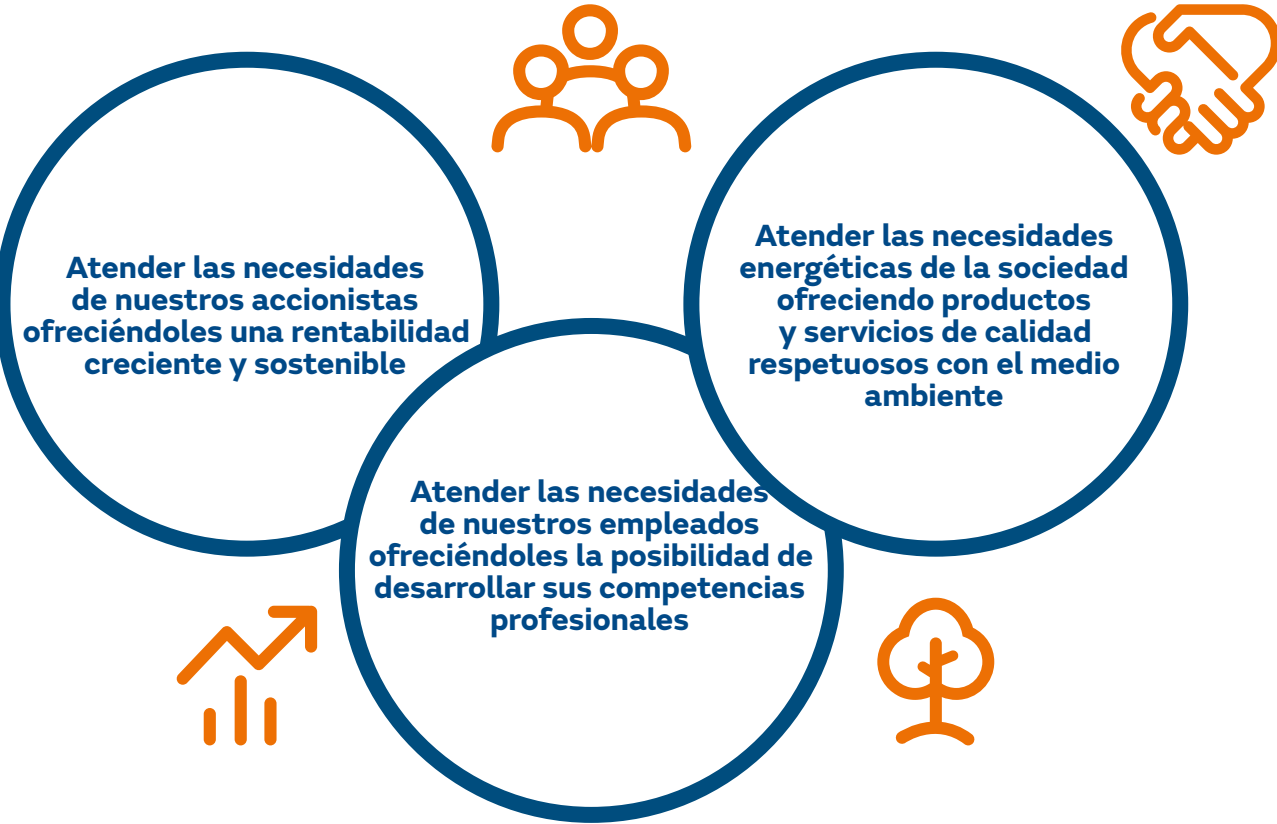 Atender las necesidades
de nuestros accionistas
ofreciéndoles una rentabilidad
creciente y sostenible
Atender las necesidades
de nuestros empleados
ofreciéndoles la posibilidad de
desarrollar sus competencias
profesionales
Atender las necesidades
energéticas de la sociedad
ofreciendo productos
y servicios de calidad
respetuosos con el medio
ambiente